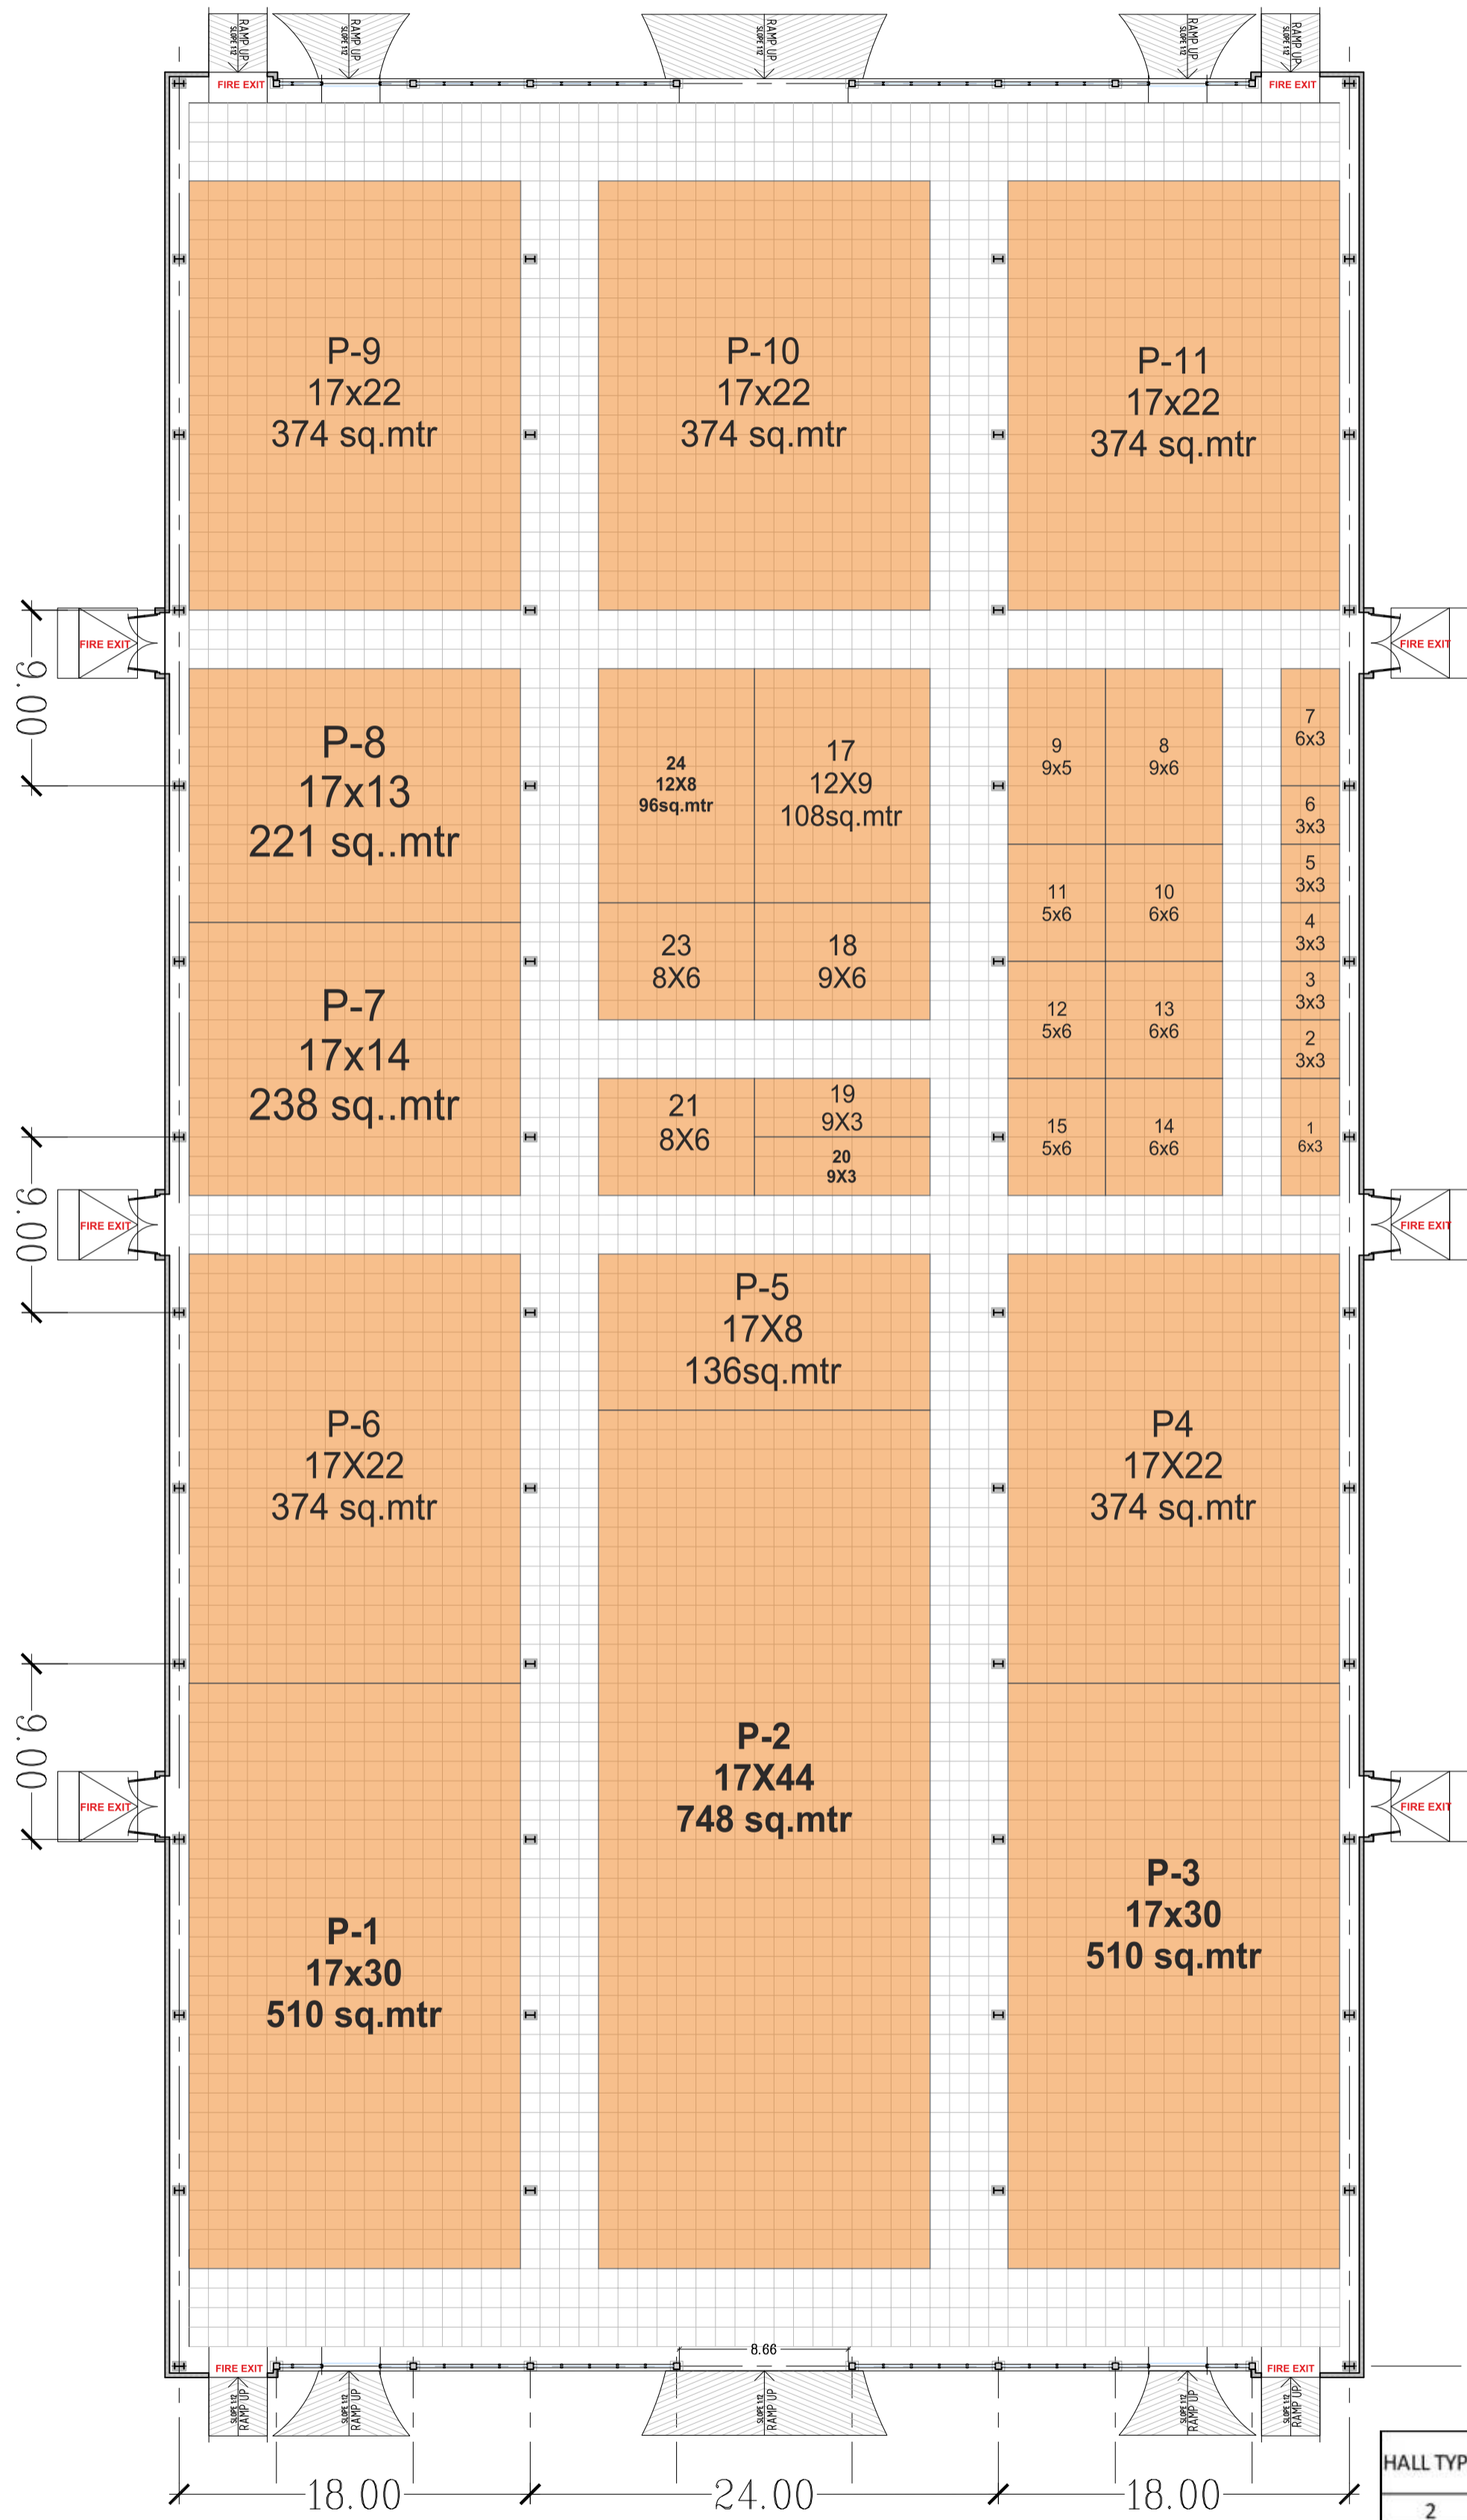 RAMP UP
SLOPE 1:12
RAMP UP
SLOPE 1:12
RAMP UP
SLOPE 1:12
RAMP UP
SLOPE 1:12
RAMP UP
SLOPE 1:12
FIRE EXIT
FIRE EXIT
P-9
17x22
374 sq.mtr
P-10
17x22
374 sq.mtr
P-11
17x22
374 sq.mtr
FIRE EXIT
FIRE EXIT
9.00
P-8
17x13
221 sq..mtr
24
12X8
96sq.mtr
17
12X9
108sq.mtr
9
9x5
8
9x6
7
6x3
6
3x3
5
3x3
11
5x6
10
6x6
4
3x3
23
8X6
18
9X6
3
3x3
P-7
17x14
238 sq..mtr
12
5x6
13
6x6
2
3x3
21
8X6
19
9X3
20
9X3
15
5x6
14
6x6
1
6x3
9.00
FIRE EXIT
FIRE EXIT
P-5
17X8
136sq.mtr
P-6
17X22
374 sq.mtr
P4
17X22
374 sq.mtr
9.00
P-2
17X44
748 sq.mtr
FIRE EXIT
FIRE EXIT
P-3
17x30
510 sq.mtr
P-1
17x30
510 sq.mtr
8.66
FIRE EXIT
FIRE EXIT
SLOPE 1:12
RAMP UP
SLOPE 1:12
RAMP UP
SLOPE 1:12
RAMP UP
SLOPE 1:12
RAMP UP
SLOPE 1:12
RAMP UP
18.00
24.00
18.00
HALL TYP
2